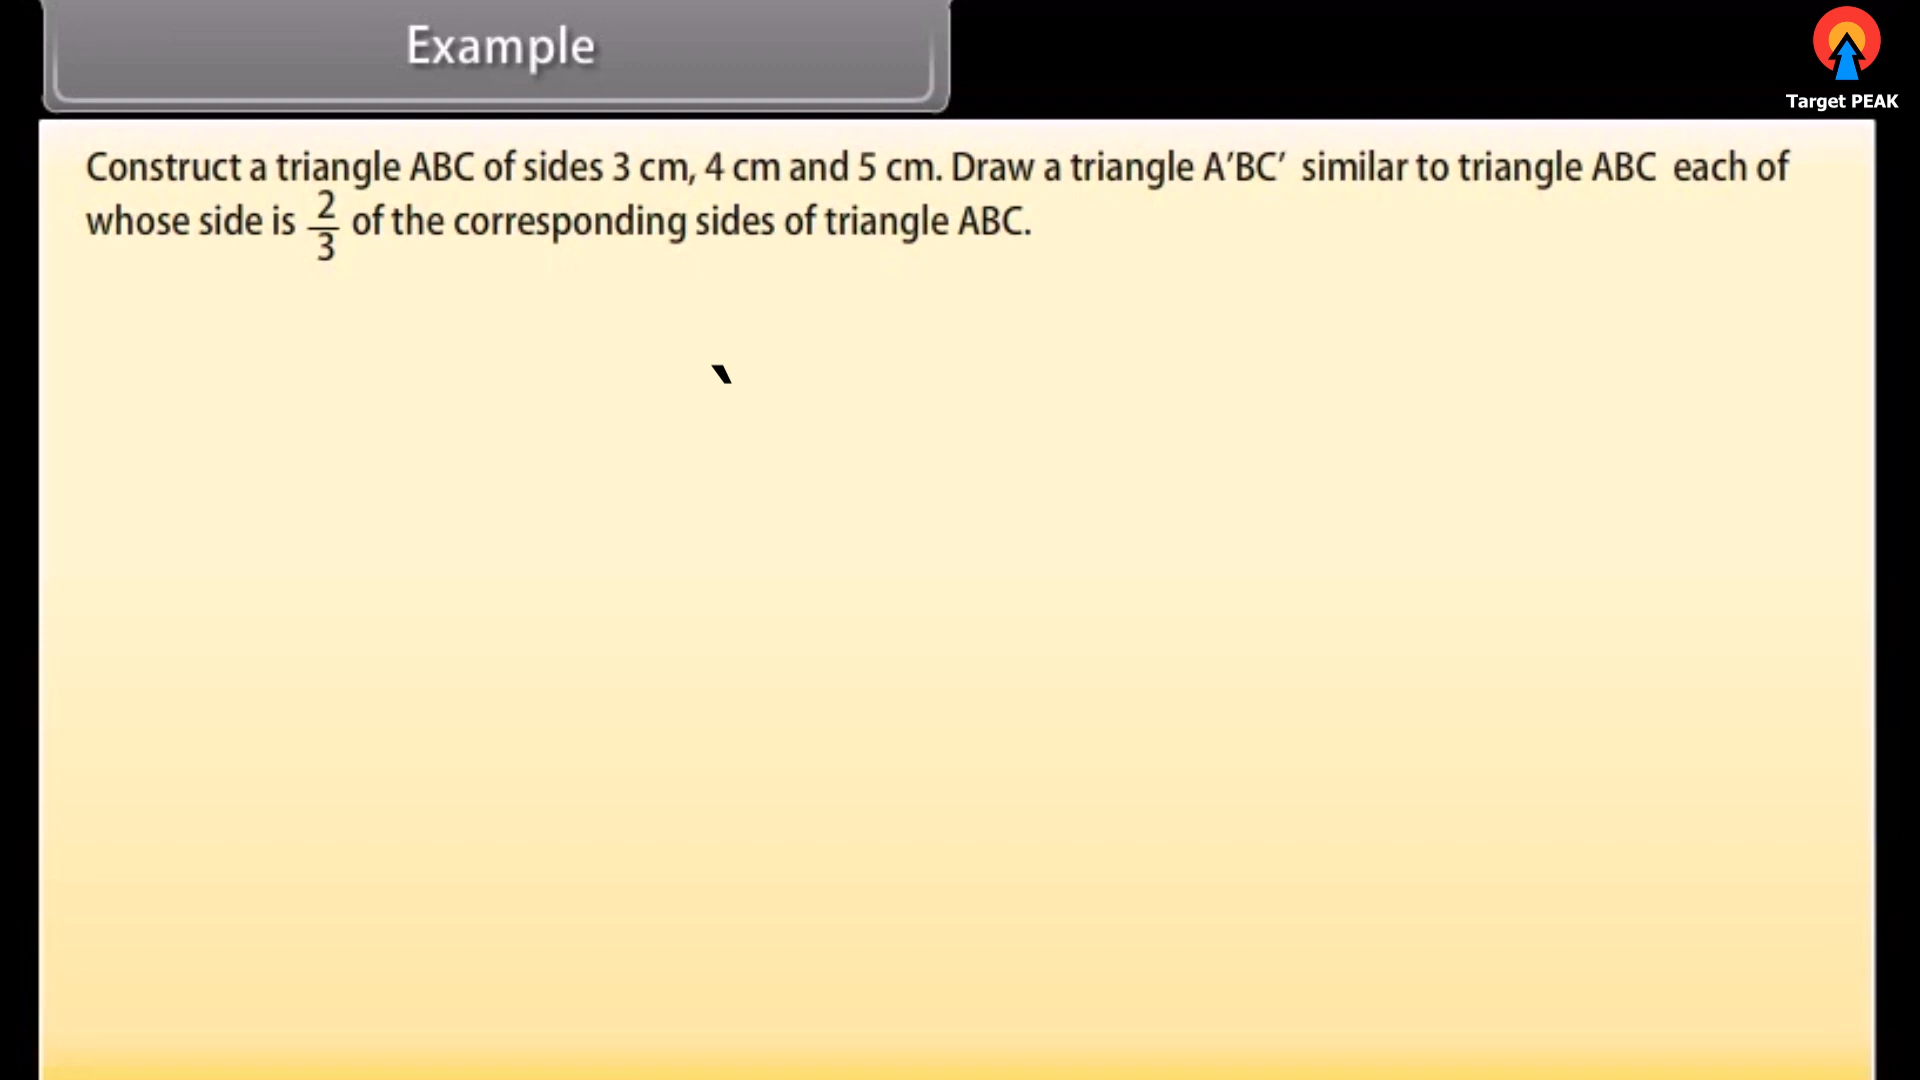 Example
Target PEAK
Construct a triangle ABC of sides 3 cm, 4 cm and 5 cm. Draw a triangle A′BC′ similar to triangle ABC each of
whose side is 2/3 of the corresponding sides of triangle ABC.